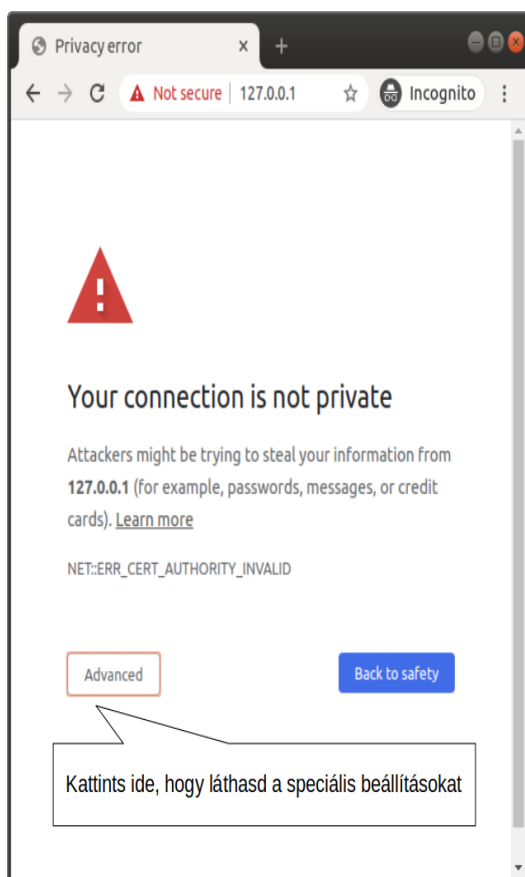 Privacy error
Not secure 127.0.0.1 Incognito
Your connection is not private
Attackers might be trying to steal your information from
127.0.0.1 (for example, passwords, messages, or credit
cards). Learn more
NET::ERR_CERT_AUTHORITY_INVALID
Advanced Back to safety
Kattints ide, hogy láthasd a speciális beállításokat